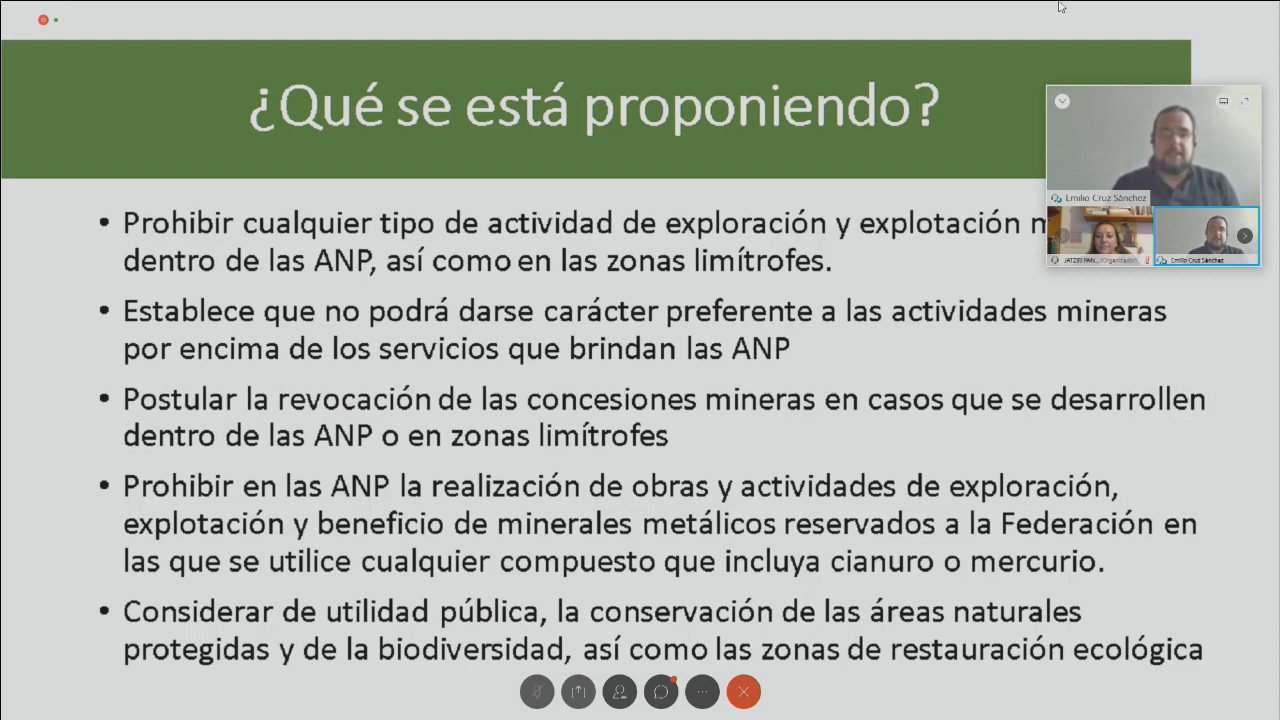 ¿Qué se está proponiendo?
• Prohibir cualquier tipo de actividad de exploración y explotación
dentro de las ANP, así como en las zonas limítrofes.
• Establece que no podrá darse carácter preferente a las actividades mineras
por encima de los servicios que brindan las ANP
• Postular la revocación de las concesiones mineras en casos que se desarrollen
dentro de las ANP o en zonas limítrofes
• Prohibir en las ANP la realización de obras y actividades de exploración,
explotación y beneficio de minerales metálicos reservados a la Federación en
las que se utilice cualquier compuesto que incluya cianuro o mercurio.
• Considerar de utilidad pública, la conservación de las áreas naturales
protegidas y de la biodiversidad, así como las zonas de restauración ecológica
Emilio Cruz Sánchez
Emilio Cruz Sánchez